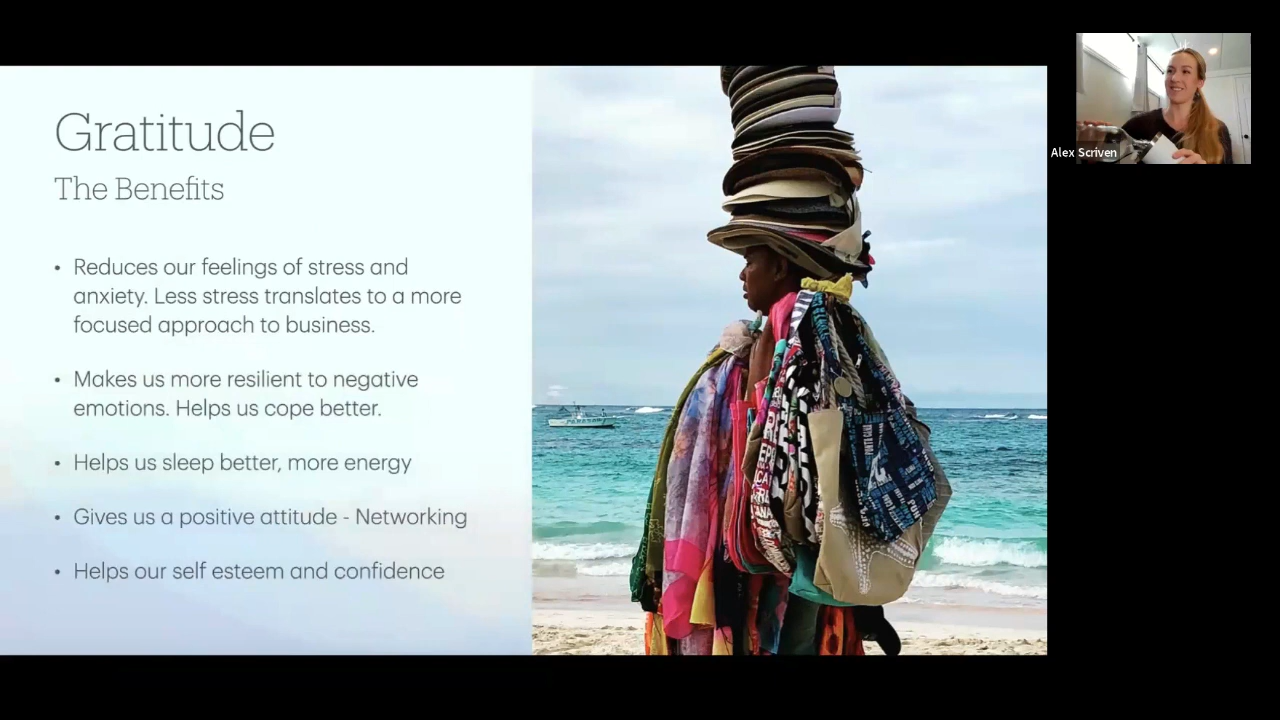 Gratitude
The Benefits
• Reduces our feelings of stress and
anxiety. Less stress translates to a more
focused approach to business.
• Makes us more resilient to negative
emotions. Helps us cope better.
• Helps us sleep better, more energy
• Gives us a positive attitude - Networking
• Helps our self esteem and confidence
Alex Scriven